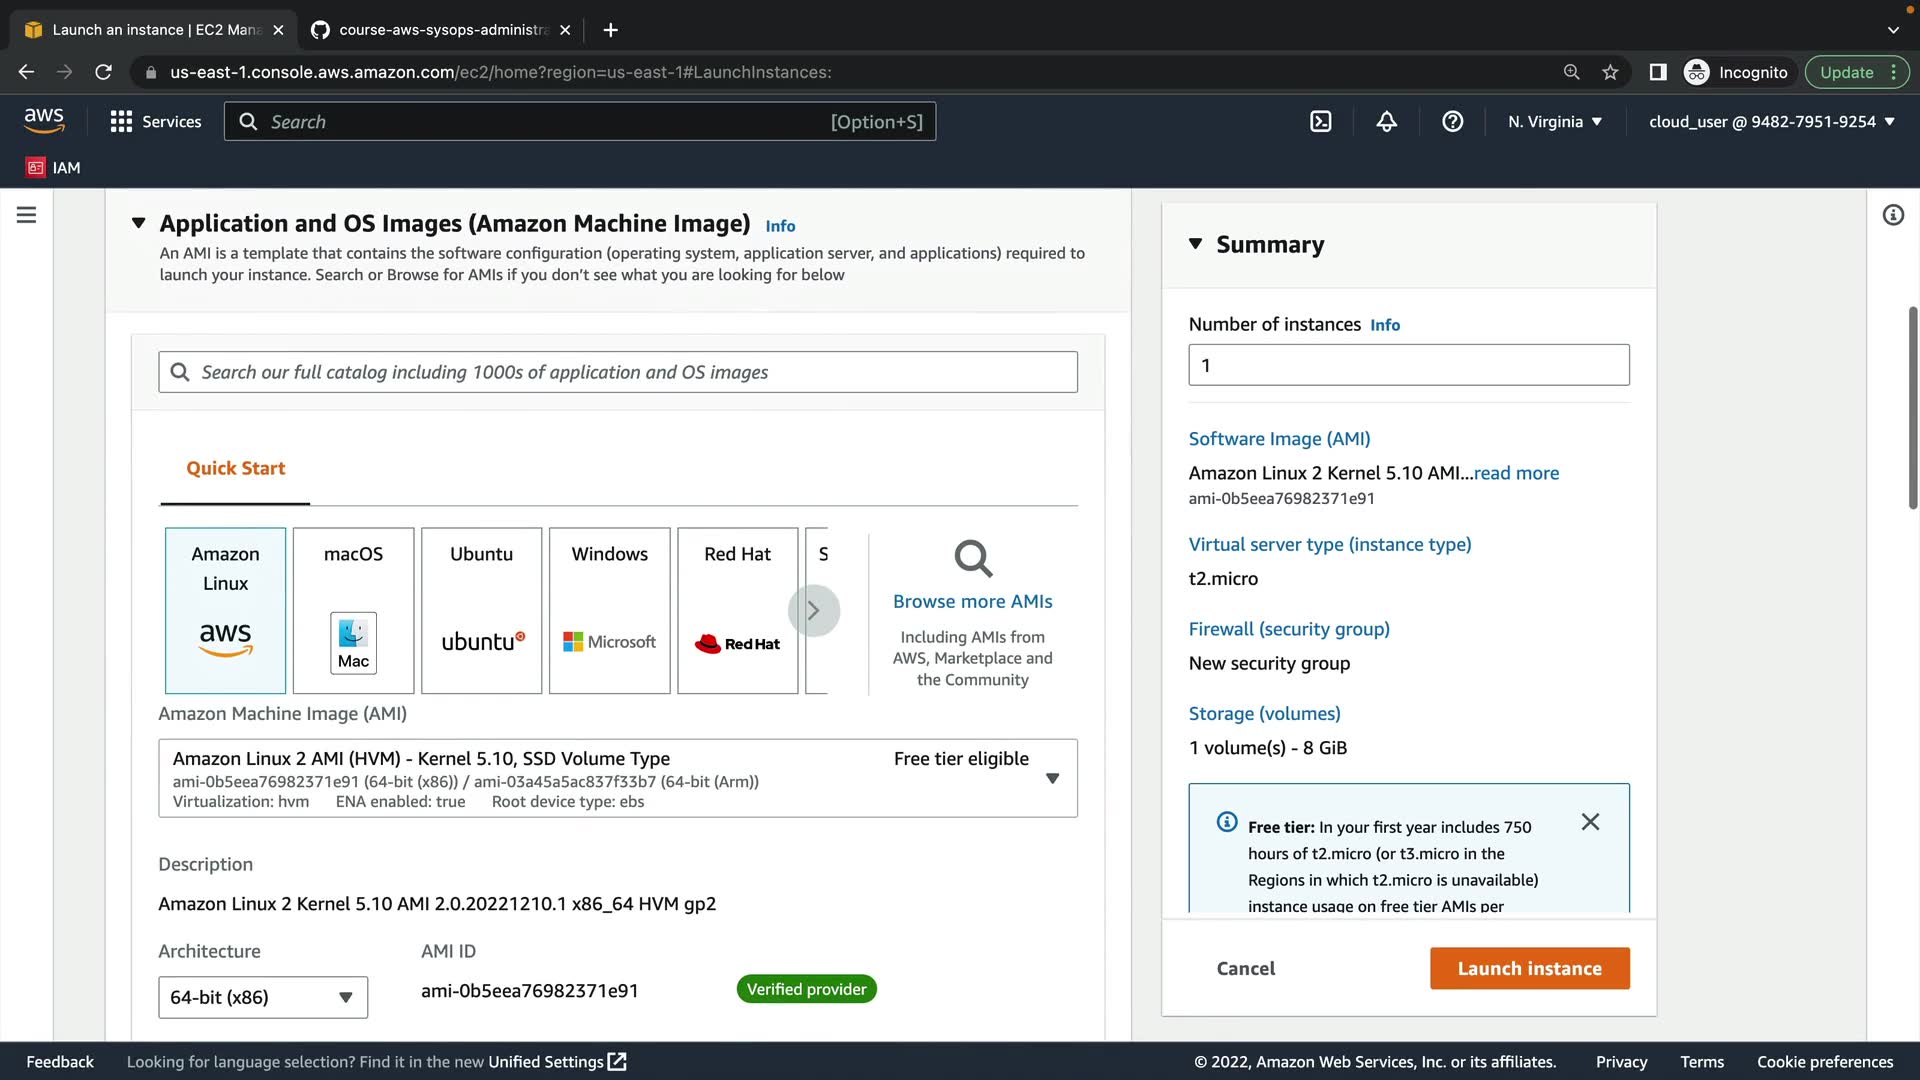 Launch an instance | EC2 Mana
course-aws-sysops-administra
us-east-1.console.aws.amazon.com/ec2/home?region=us-east-1#LaunchInstances:
Incognito
Update
aws
Services
Search
[Option+S]
N. Virginia
cloud_user @ 9482-7951-9254
IAM
Application and OS Images (Amazon Machine Image) Info
An AMI is a template that contains the software configuration (operating system, application server, and applications) required to
launch your instance. Search or Browse for AMIs if you don’t see what you are looking for below
Search our full catalog including 1000s of application and OS images
Quick Start
Amazon
Linux
aws
macOS
Mac
Ubuntu
ubuntu
Windows
Microsoft
Red Hat
Red Hat
S
Browse more AMIs
Including AMIs from
AWS, Marketplace and
the Community
Amazon Machine Image (AMI)
Amazon Linux 2 AMI (HVM) - Kernel 5.10, SSD Volume Type
Free tier eligible
ami-0b5eea76982371e91 (64-bit (x86)) / ami-03a45a5ac837f33b7 (64-bit (Arm))
Virtualization: hvm ENA enabled: true Root device type: ebs
Description
Amazon Linux 2 Kernel 5.10 AMI 2.0.20221210.1 x86_64 HVM gp2
Architecture
64-bit (x86)
AMI ID
ami-0b5eea76982371e91
Verified provider
Summary
Number of instances Info
1
Software Image (AMI)
Amazon Linux 2 Kernel 5.10 AMI...read more
ami-0b5eea76982371e91
Virtual server type (instance type)
t2.micro
Firewall (security group)
New security group
Storage (volumes)
1 volume(s) - 8 GiB
Free tier: In your first year includes 750
hours of t2.micro (or t3.micro in the
Regions in which t2.micro is unavailable)
instance usage on free tier AMIs per
Cancel
Launch instance
Feedback
Looking for language selection? Find it in the new Unified Settings
© 2022, Amazon Web Services, Inc. or its affiliates.
Privacy
Terms
Cookie preferences